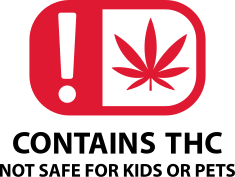 !
CONTAINS THC
NOT SAFE FOR KIDS OR PETS